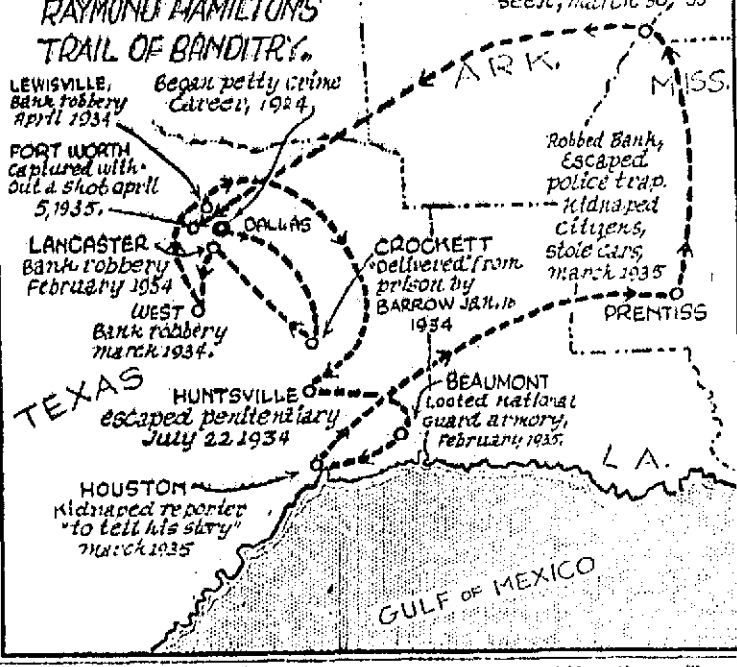 RAYMOND HAMILTON'S
TRAIL OF BANDITRY.
MARCH 30, '35
LEWISVILLE,
Bank robbery
April 1934
Began petty crime
Career, 1924,
ARK.
MISS.
FORT WORTH
captured with-
out a shot april
5, 1935.
DALLAS
Robbed Bank,
Escaped
police trap.
Kidnaped
Citizens,
stole cars,
march 1935
PRENTISS
LANCASTER
Bank robbery
February 1934
CROCKETT
"Delivered" from
prison by
BARROW Jan. 16
1934
WEST
Bank robbery
march 1934.
TEXAS
HUNTSVILLE
escaped penitentiary
July 22 1934
BEAUMONT
Looted national
guard armory,
February 1935.
LA.
HOUSTON
Kidnaped reporter
"to tell his story"
march 1935
GULF OF MEXICO